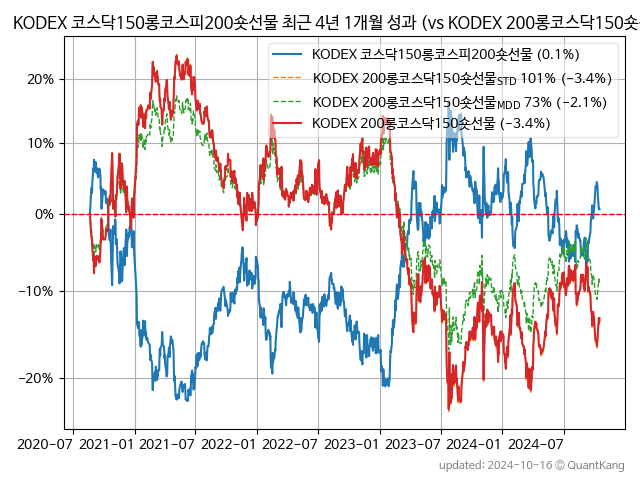 KODEX 코스닥150롱코스피200숏선물 최근 4년 1개월 성과 (vs KODEX 200롱코스닥150숏
KODEX 코스닥150롱코스피200숏선물 (0.1%)
KODEX 200롱코스닥150숏선물STD 101% (−3.4%)
KODEX 200롱코스닥150숏선물MDD 73% (−2.1%)
KODEX 200롱코스닥150숏선물 (−3.4%)
20%
10%
0%
−10%
−20%
2020-07 2021-01 2021-07 2022-01 2022-07 2023-01 2023-07 2024-01 2024-07
updated: 2024-10-16 © QuantKang